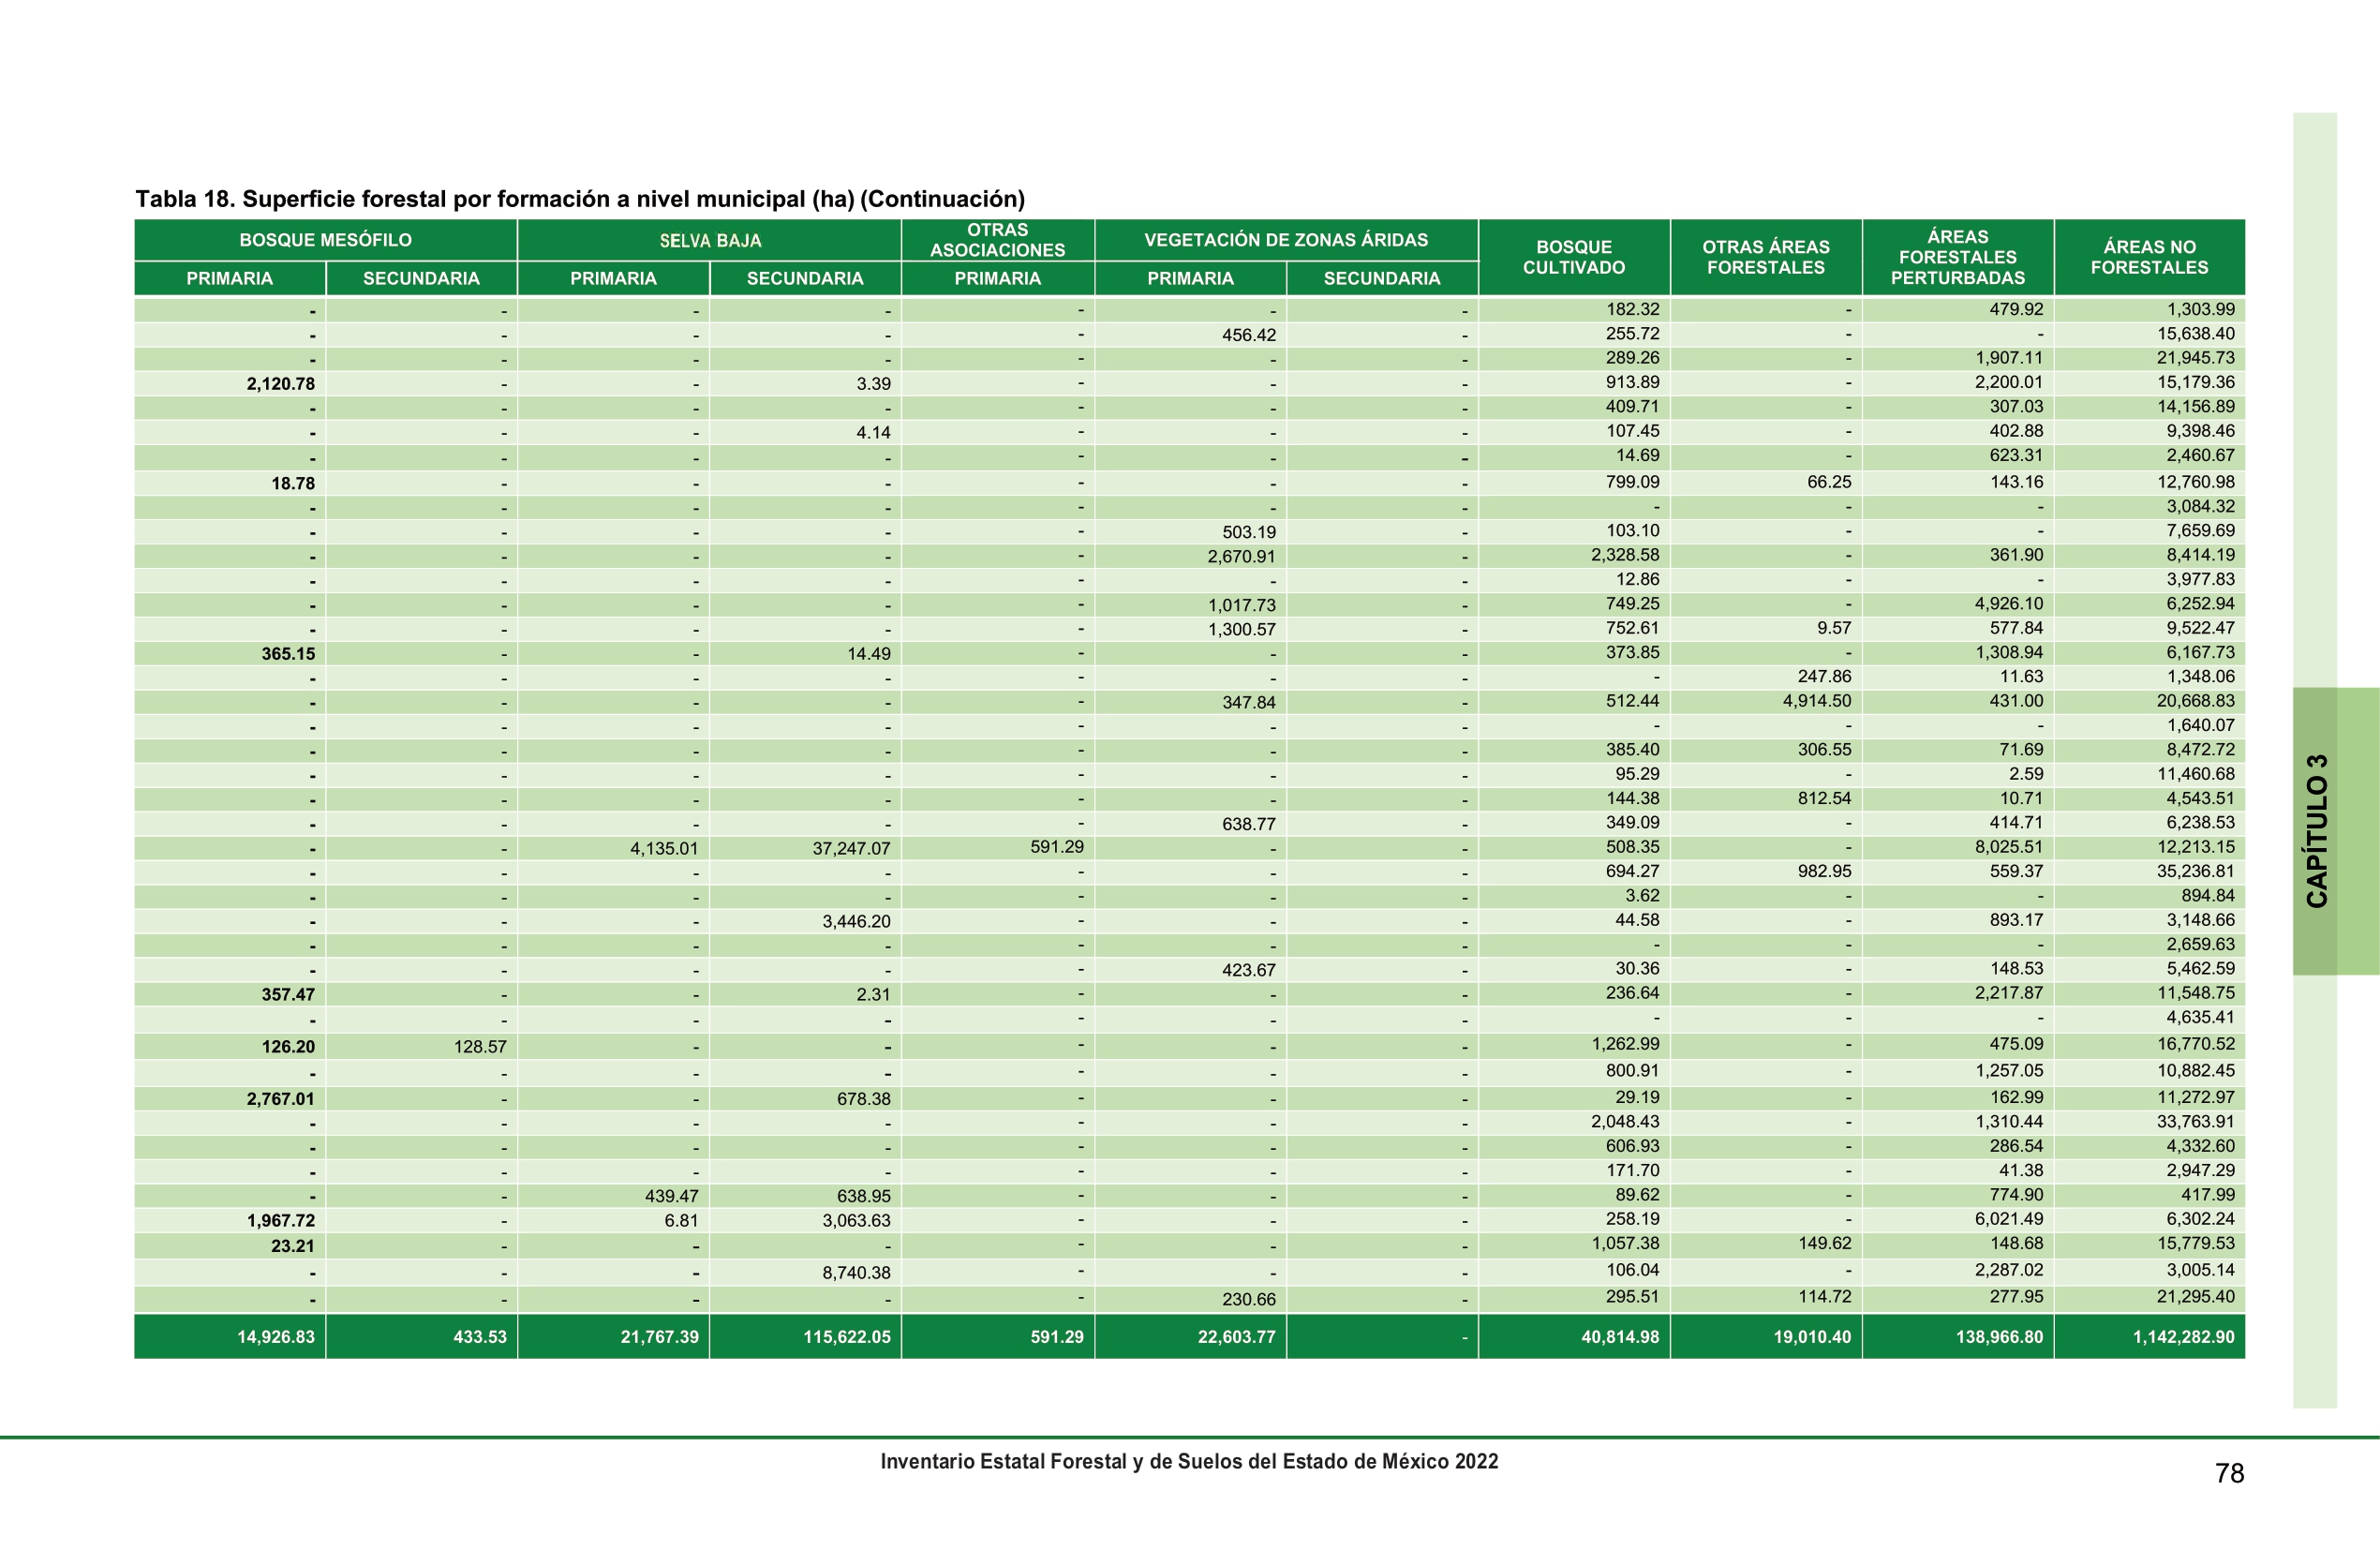 Tabla 18. Superficie forestal por formación a nivel municipal (ha) (Continuación)
BOSQUE MESÓFILO SELVA BAJA OTRAS ASOCIACIONES VEGETACIÓN DE ZONAS ÁRIDAS BOSQUE CULTIVADO OTRAS ÁREAS FORESTALES ÁREAS FORESTALES PERTURBADAS ÁREAS NO FORESTALES
PRIMARIA SECUNDARIA PRIMARIA SECUNDARIA PRIMARIA PRIMARIA SECUNDARIA
- - - - - - - 182.32 - 479.92 1,303.99
- - - - - 456.42 - 255.72 - - 15,638.40
- - - - - - - 289.26 - 1,907.11 21,945.73
2,120.78 - - 3.39 - - - 913.89 - 2,200.01 15,179.36
- - - - - - - 409.71 - 307.03 14,156.89
- - - 4.14 - - - 107.45 - 402.88 9,398.46
- - - - - - - 14.69 - 623.31 2,460.67
18.78 - - - - - - 799.09 66.25 143.16 12,760.98
- - - - - - - - - - 3,084.32
- - - - - 503.19 - 103.10 - - 7,659.69
- - - - - 2,670.91 - 2,328.58 - 361.90 8,414.19
- - - - - - - 12.86 - - 3,977.83
- - - - - 1,017.73 - 749.25 - 4,926.10 6,252.94
- - - - - 1,300.57 - 752.61 9.57 577.84 9,522.47
365.15 - - 14.49 - - - 373.85 - 1,308.94 6,167.73
- - - - - - - - 247.86 11.63 1,348.06
- - - - - 347.84 - 512.44 4,914.50 431.00 20,668.83
- - - - - - - - - - 1,640.07
- - - - - - - 385.40 306.55 71.69 8,472.72
- - - - - - - 95.29 - 2.59 11,460.68
- - - - - - - 144.38 812.54 10.71 4,543.51
- - - - - 638.77 - 349.09 - 414.71 6,238.53
- - 4,135.01 37,247.07 591.29 - - 508.35 - 8,025.51 12,213.15
- - - - - - - 694.27 982.95 559.37 35,236.81
- - - - - - - 3.62 - - 894.84
- - - 3,446.20 - - - 44.58 - 893.17 3,148.66
- - - - - - - - - - 2,659.63
- - - - - 423.67 - 30.36 - 148.53 5,462.59
357.47 - - 2.31 - - - 236.64 - 2,217.87 11,548.75
- - - - - - - - - - 4,635.41
126.20 128.57 - - - - - 1,262.99 - 475.09 16,770.52
- - - - - - - 800.91 - 1,257.05 10,882.45
2,767.01 - - 678.38 - - - 29.19 - 162.99 11,272.97
- - - - - - - 2,048.43 - 1,310.44 33,763.91
- - - - - - - 606.93 - 286.54 4,332.60
- - - - - - - 171.70 - 41.38 2,947.29
- - 439.47 638.95 - - - 89.62 - 774.90 417.99
1,967.72 - 6.81 3,063.63 - - - 258.19 - 6,021.49 6,302.24
23.21 - - - - - - 1,057.38 149.62 148.68 15,779.53
- - - 8,740.38 - - - 106.04 - 2,287.02 3,005.14
- - - - - 230.66 - 295.51 114.72 277.95 21,295.40
14,926.83 433.53 21,767.39 115,622.05 591.29 22,603.77 - 40,814.98 19,010.40 138,966.80 1,142,282.90
CAPÍTULO 3
Inventario Estatal Forestal y de Suelos del Estado de México 2022
78